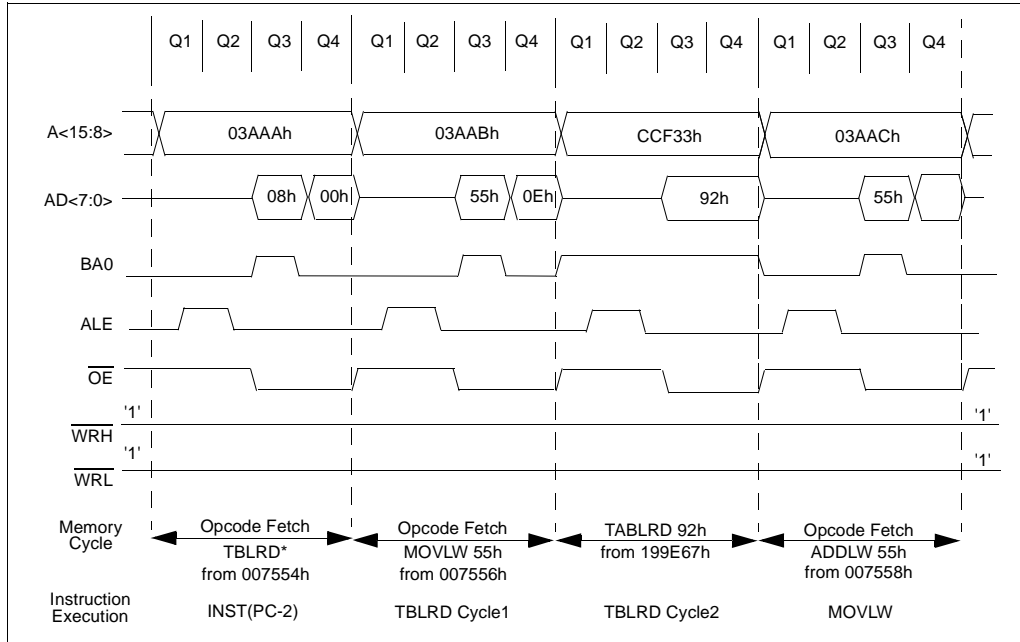 Q1 Q2 Q3 Q4 Q1 Q2 Q3 Q4 Q1 Q2 Q3 Q4 Q1 Q2 Q3 Q4
A<15:8> 03AAAh 03AABh CCF33h 03AACh
AD<7:0> 08h 00h 55h 0Eh 92h 55h
BA0
ALE
OE
'1' '1'
WRH
'1' '1'
WRL
Memory Cycle
Opcode Fetch
TBLRD*
from 007554h
Opcode Fetch
MOVLW 55h
from 007556h
TABLRD 92h
from 199E67h
Opcode Fetch
ADDLW 55h
from 007558h
Instruction Execution
INST(PC-2) TBLRD Cycle1 TBLRD Cycle2 MOVLW